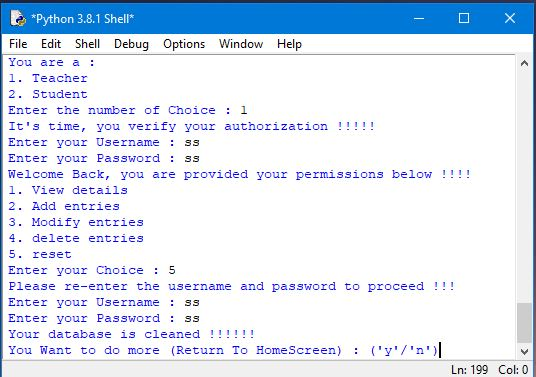 *Python 3.8.1 Shell*
File Edit Shell Debug Options Window Help
You are a :
1. Teacher
2. Student
Enter the number of Choice : 1
It's time, you verify your authorization !!!!!
Enter your Username : ss
Enter your Password : ss
Welcome Back, you are provided your permissions below !!!!
1. View details
2. Add entries
3. Modify entries
4. delete entries
5. reset
Enter your Choice : 5
Please re-enter the username and password to proceed !!!
Enter your Username : ss
Enter your Password : ss
Your database is cleaned !!!!!!
You Want to do more (Return To HomeScreen) : ('y'/'n')
Ln: 199 Col: 0